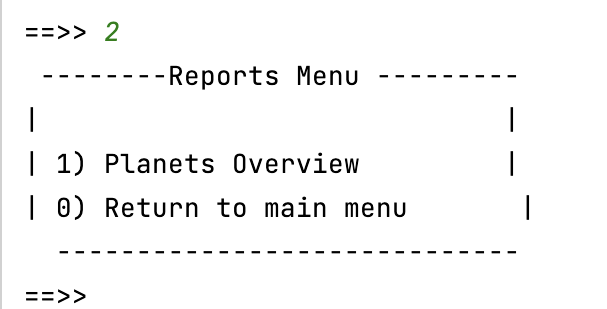 ==>> 2
 --------Reports Menu ---------
|                              |
| 1) Planets Overview          |
| 0) Return to main menu        |
  -----------------------------
==>>